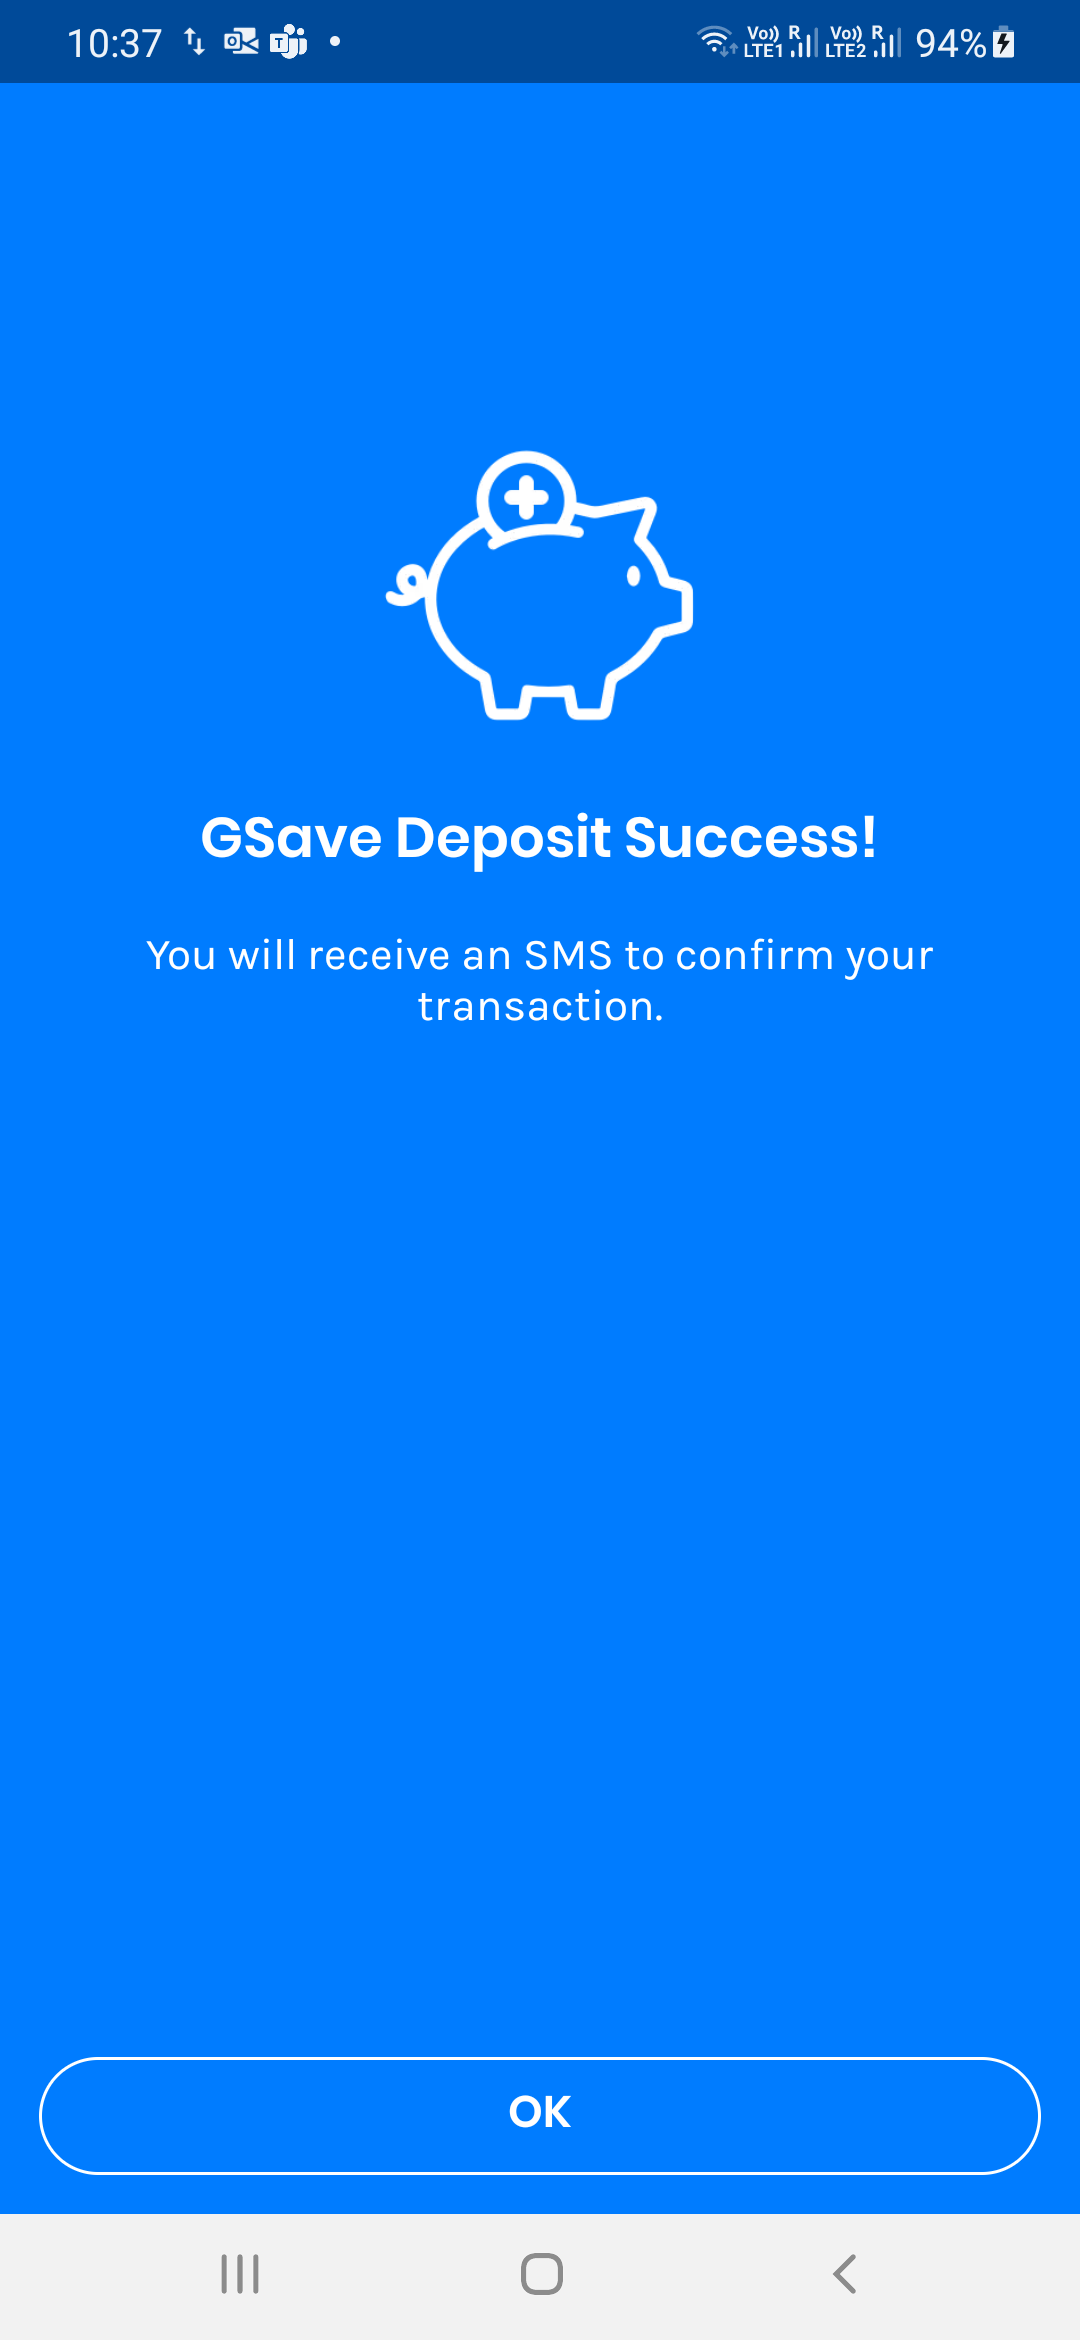 10:37 Vo)) R Vo)) R 94%
LTE1 LTE2
GSave Deposit Success!
You will receive an SMS to confirm your
transaction.
OK